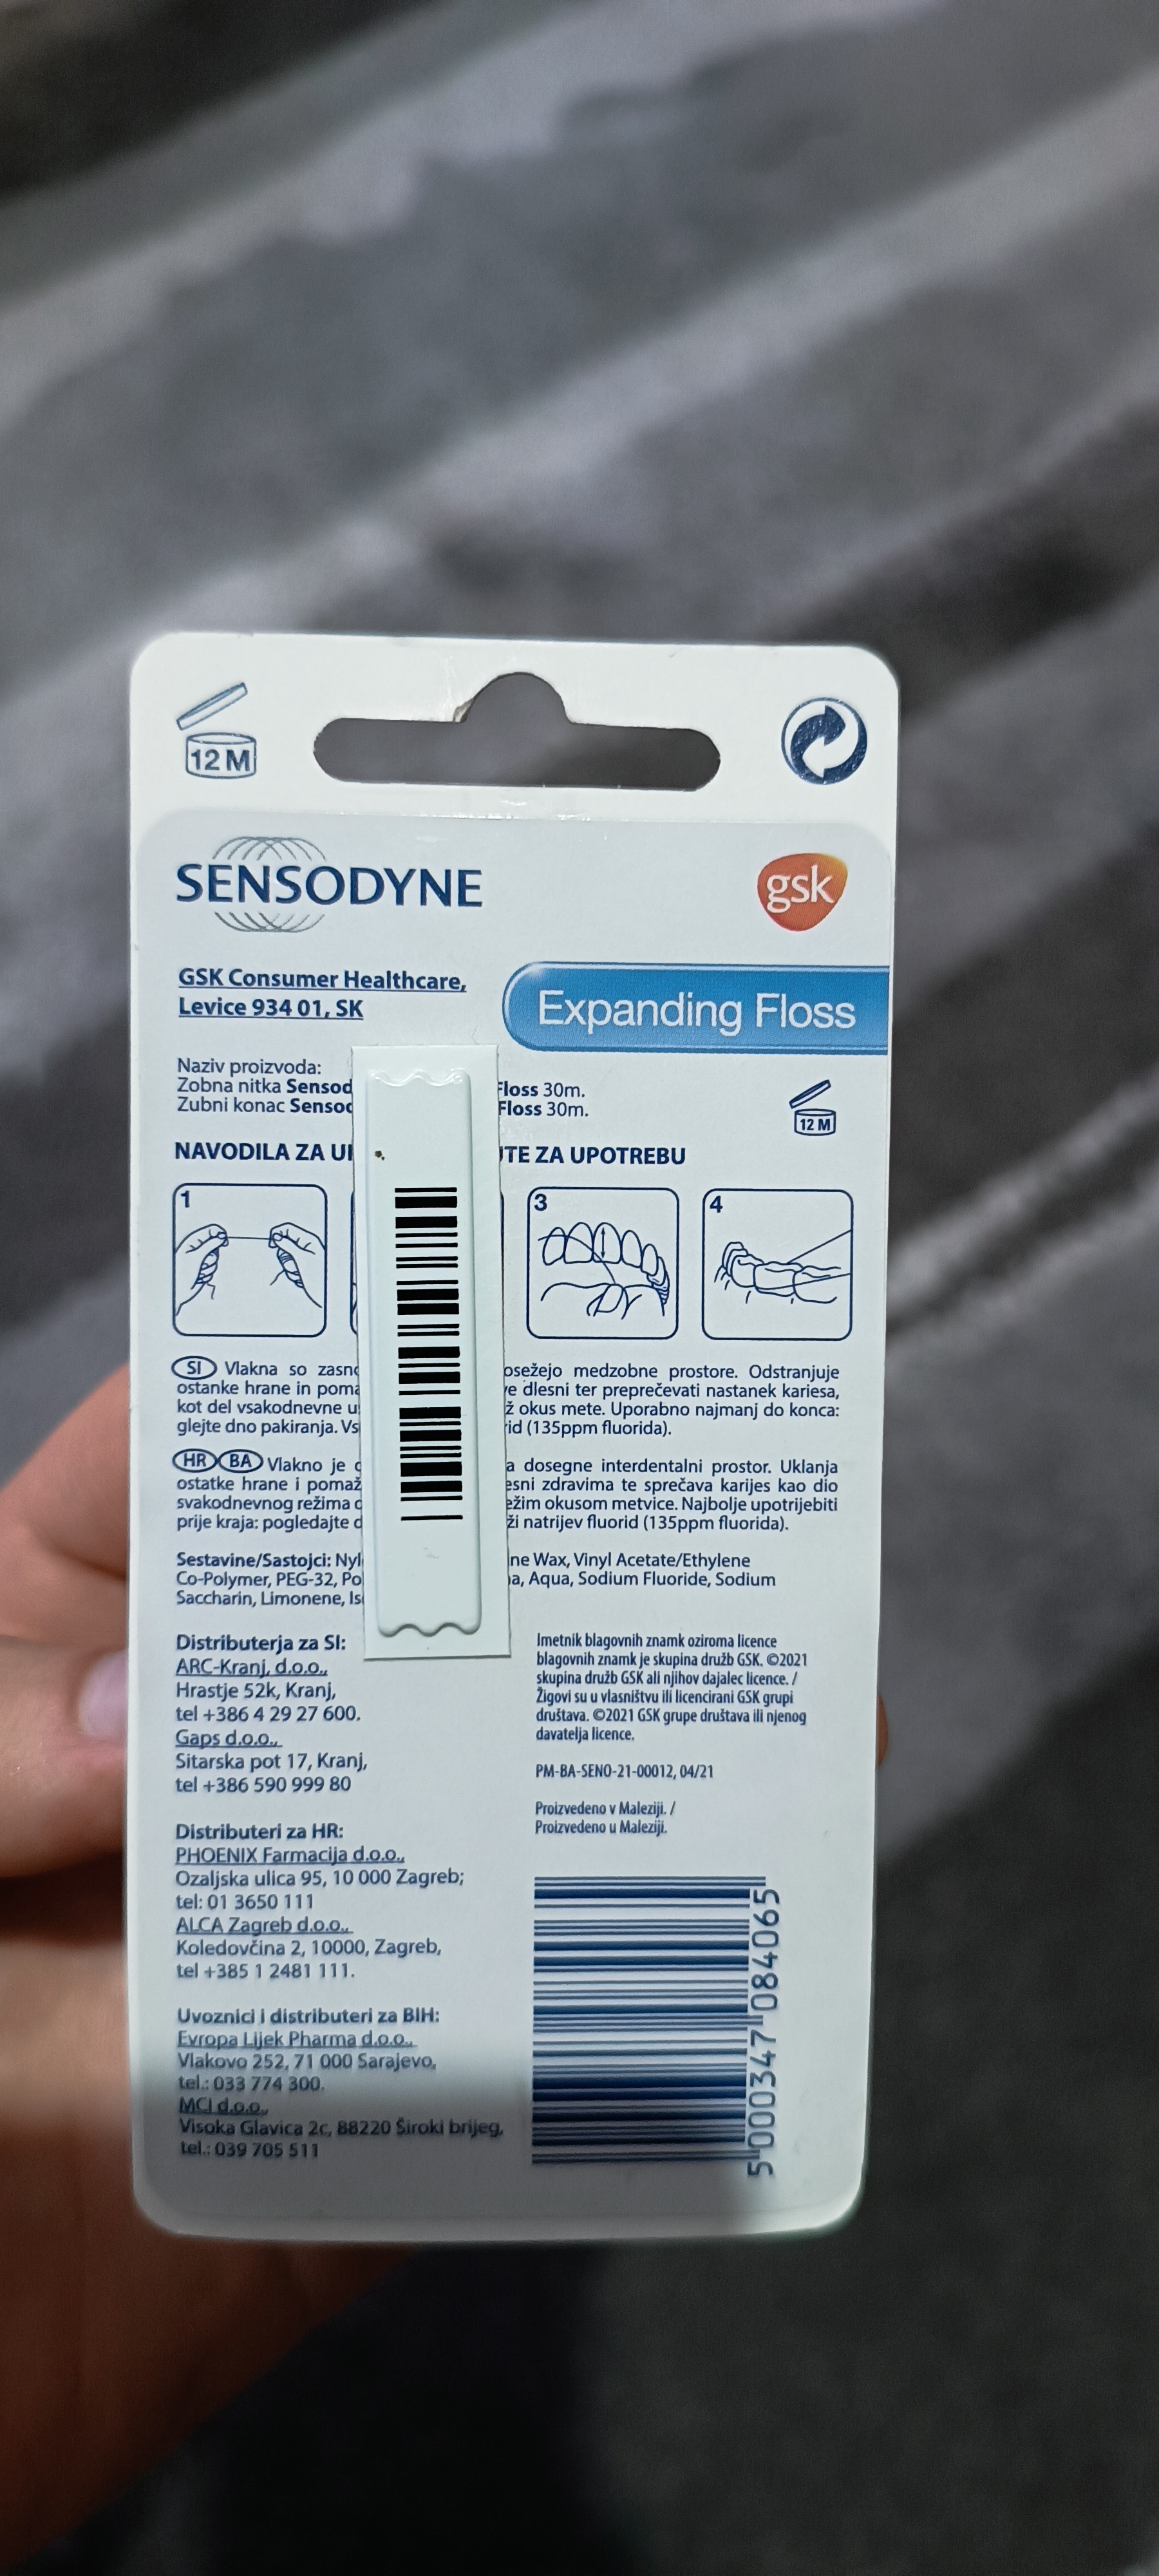 12 M
SENSODYNE
gsk
GSK Consumer Healthcare,
Levice 934 01, SK
Expanding Floss
Naziv proizvoda:
Zobna nitka Floss 30m.
Zubni konac Floss 30m.
12 M
NAVODILA ZA ZA UPOTREBU
1
3
4
SI Vlakna so medzobne prostore. Odstranjuje
ostanke hrane in dlesni ter preprečevati nastanek kariesa,
kot del vsakodnevne okus mete. Uporabno najmanj do konca:
glejte dno pakiranja. (135ppm fluorida).
HR BA Vlakno je dosegne interdentalni prostor. Uklanja
ostatke hrane i zdravima te sprečava karijes kao dio
svakodnevnog režima okusom metvice. Najbolje upotrijebiti
prije kraja: pogledajte natrijev fluorid (135ppm fluorida).
Sestavine/Sastojci: Wax, Vinyl Acetate/Ethylene
Co-Polymer, PEG-32, Aqua, Sodium Fluoride, Sodium
Saccharin, Limonene,
Distributerja za SI:
ARC-Kranj, d.o.o.,
Hrastje 52k, Kranj,
tel +386 4 29 27 600.
Gaps d.o.o.,
Sitarska pot 17, Kranj,
tel +386 590 999 80
Distributeri za HR:
PHOENIX Farmacija d.o.o.,
Ozaljska ulica 95, 10 000 Zagreb;
tel: 01 3650 111
ALCA Zagreb d.o.o.,
Koledovčina 2, 10000, Zagreb,
tel +385 1 2481 111.
Uvoznici i distributeri za BIH:
Evropa Lijek Pharma d.o.o.,
Vlakovo 252, 71 000 Sarajevo,
tel.: 033 774 300.
MCI d.o.o.,
Visoka Glavica 2c, 88220 Široki brijeg,
tel.: 039 705 511
Imetnik blagovnih znamk oziroma licence
blagovnih znamk je skupina družb GSK. ©2021
skupina družb GSK ali njihov dajalec licence. /
Žigovi su u vlasništvu ili licencirani GSK grupi
društava. ©2021 GSK grupe društava ili njenog
davatelja licence.
PM-BA-SENO-21-00012, 04/21
Proizvedeno v Maleziji. /
Proizvedeno u Maleziji.
5 000347 084065